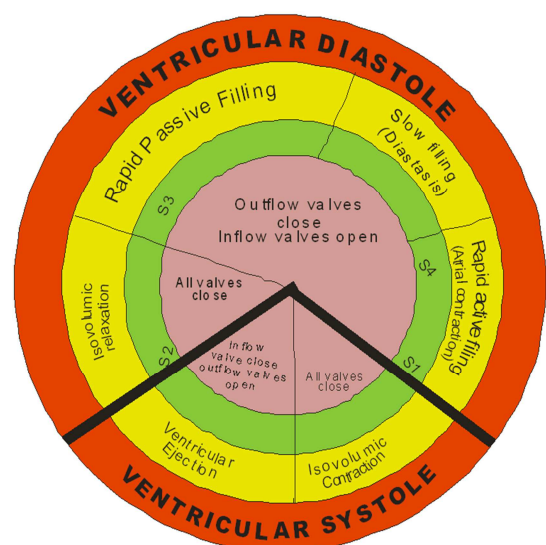 VENTRICULAR DIASTOLE
Rapid Passive Filling
Slow filling
(Diastasis)
S3
Outflow valves
close
Inflow valves open
S4
Rapid active filing
(Atrial contraction)
All valves
close
Isovolumic
relaxation
S2
Inflow
valve close
outflow valves
open
All valves
close
S1
Ventricular
Ejection
Isovolumic
Contraction
VENTRICULAR SYSTOLE